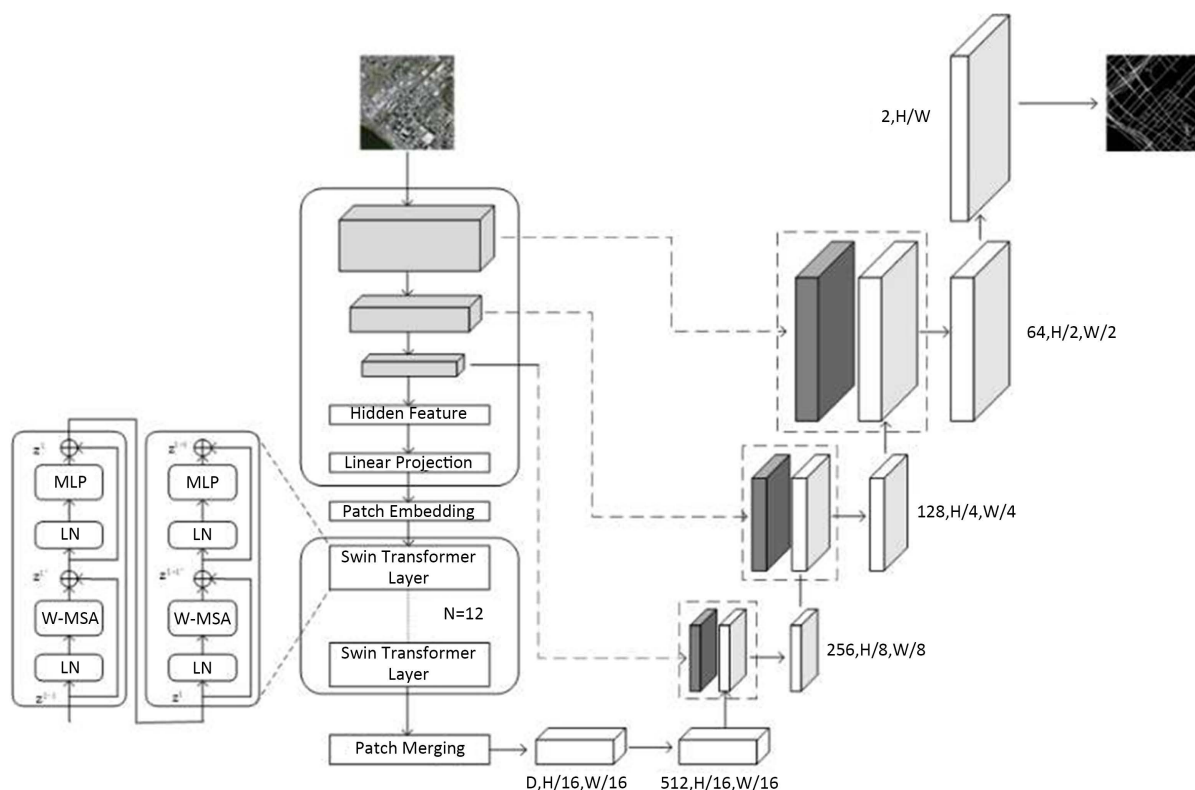 2,H/W
64,H/2,W/2
Hidden Feature
Linear Projection
Patch Embedding
Swin Transformer
Layer
N=12
Swin Transformer
Layer
Patch Merging
MLP
LN
W-MSA
LN
MLP
LN
W-MSA
LN
128,H/4,W/4
256,H/8,W/8
D,H/16,W/16
512,H/16,W/16